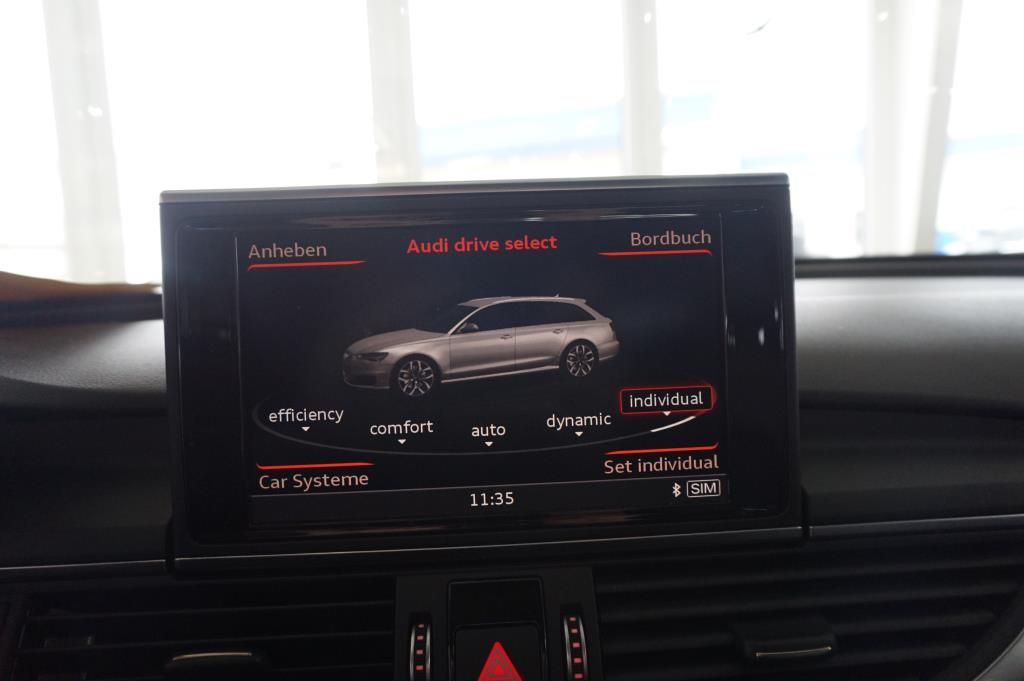 Anheben
Audi drive select
Bordbuch
efficiency
comfort
auto
dynamic
individual
Car Systeme
Set individual
11:35
SIM